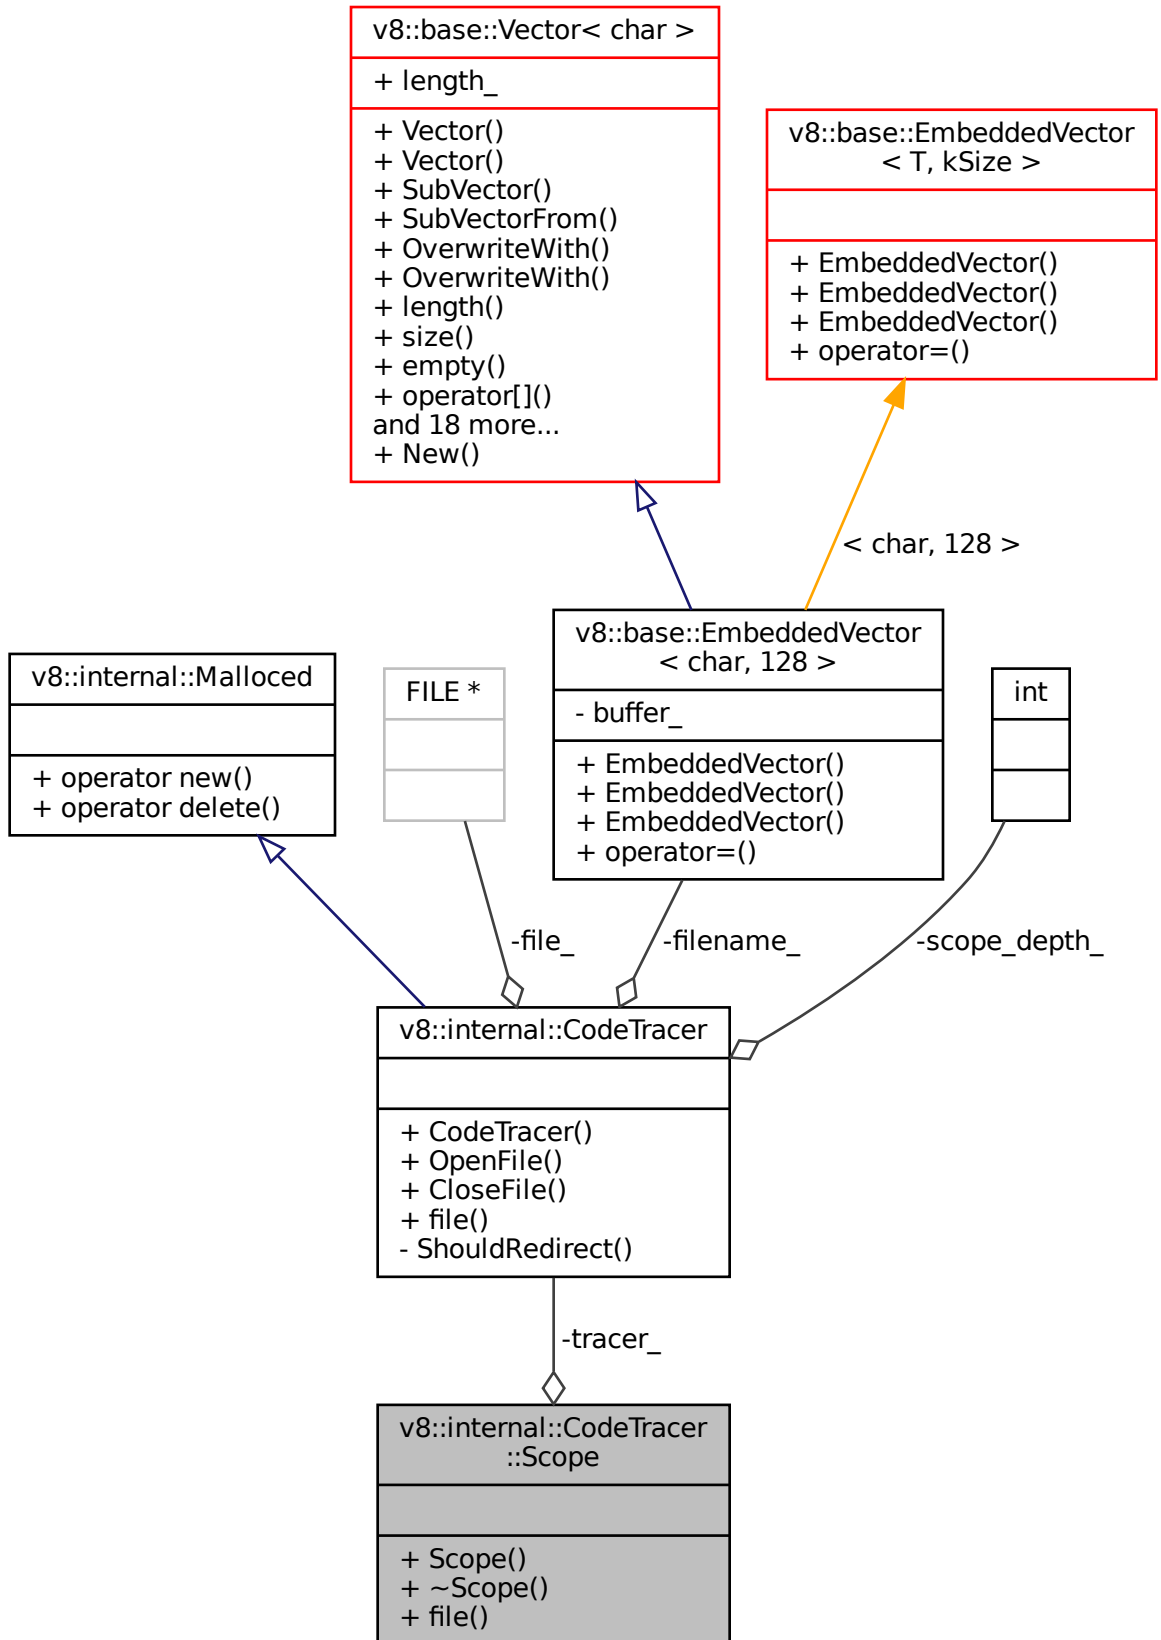 v8::base::Vector< char >
+ length_
+ Vector()
+ Vector()
+ SubVector()
+ SubVectorFrom()
+ OverwriteWith()
+ OverwriteWith()
+ length()
+ size()
+ empty()
+ operator[]()
and 18 more...
+ New()
v8::base::EmbeddedVector
< T, kSize >
+ EmbeddedVector()
+ EmbeddedVector()
+ EmbeddedVector()
+ operator=()
< char, 128 >
v8::internal::Malloced
+ operator new()
+ operator delete()
FILE *
v8::base::EmbeddedVector
< char, 128 >
- buffer_
+ EmbeddedVector()
+ EmbeddedVector()
+ EmbeddedVector()
+ operator=()
int
-file_
-filename_
-scope_depth_
v8::internal::CodeTracer
+ CodeTracer()
+ OpenFile()
+ CloseFile()
+ file()
- ShouldRedirect()
-tracer_
v8::internal::CodeTracer
::Scope
+ Scope()
+ ~Scope()
+ file()